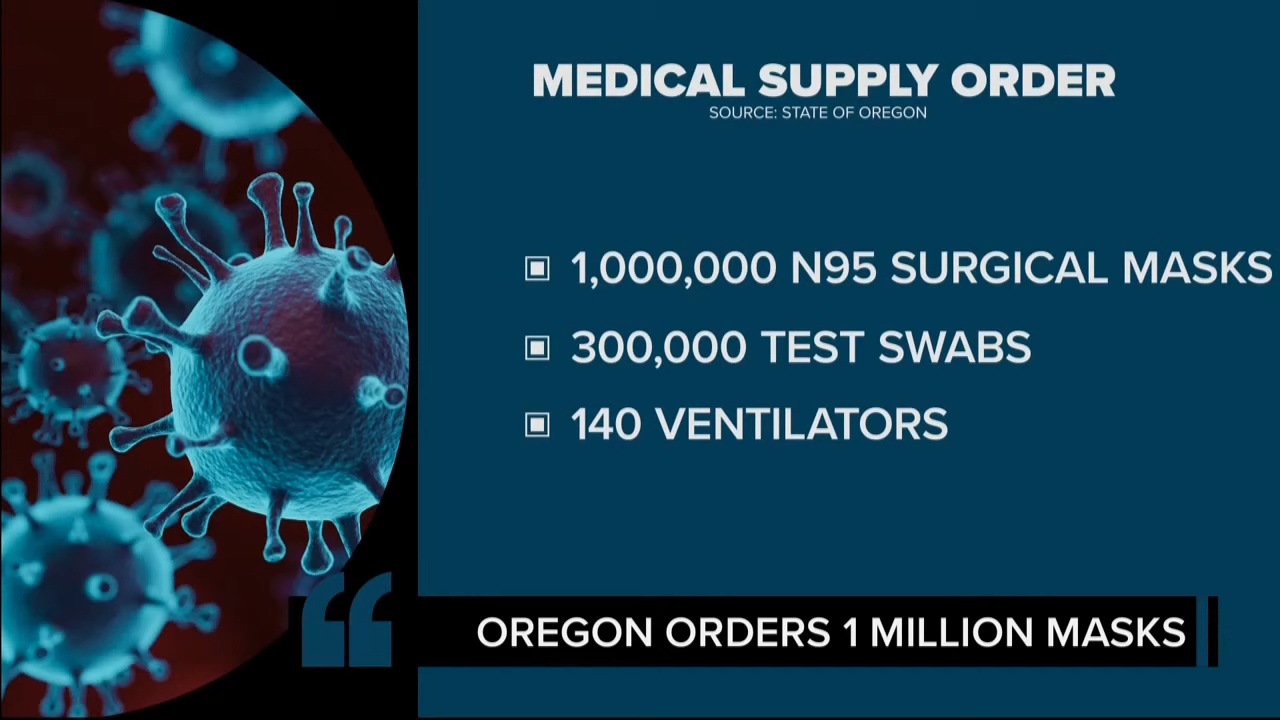 MEDICAL SUPPLY ORDER
SOURCE: STATE OF OREGON
1,000,000 N95 SURGICAL MASKS
300,000 TEST SWABS
140 VENTILATORS
OREGON ORDERS 1 MILLION MASKS